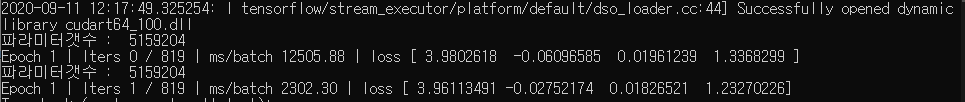 2020-09-11 12:17:49.325254: | tensorflow/stream_executor/platform/default/dso_loader.cc:44] Successfully opened dynamic
library cudart64_100.dll
파라미터갯수 :  5159204
Epoch 1 | Iters 0 / 819 | ms/batch 12505.88 | loss [ 3.9802618  -0.06096585  0.01961239  1.3368299 ]
파라미터갯수 :  5159204
Epoch 1 | Iters 1 / 819 | ms/batch 2302.30 | loss [ 3.96113491 -0.02752174  0.01826521  1.23270226]